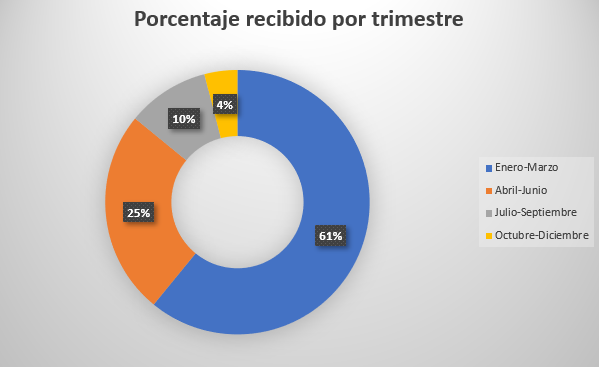 Porcentaje recibido por trimestre
4%
10%
25%
61%
Enero-Marzo
Abril-Junio
Julio-Septiembre
Octubre-Diciembre